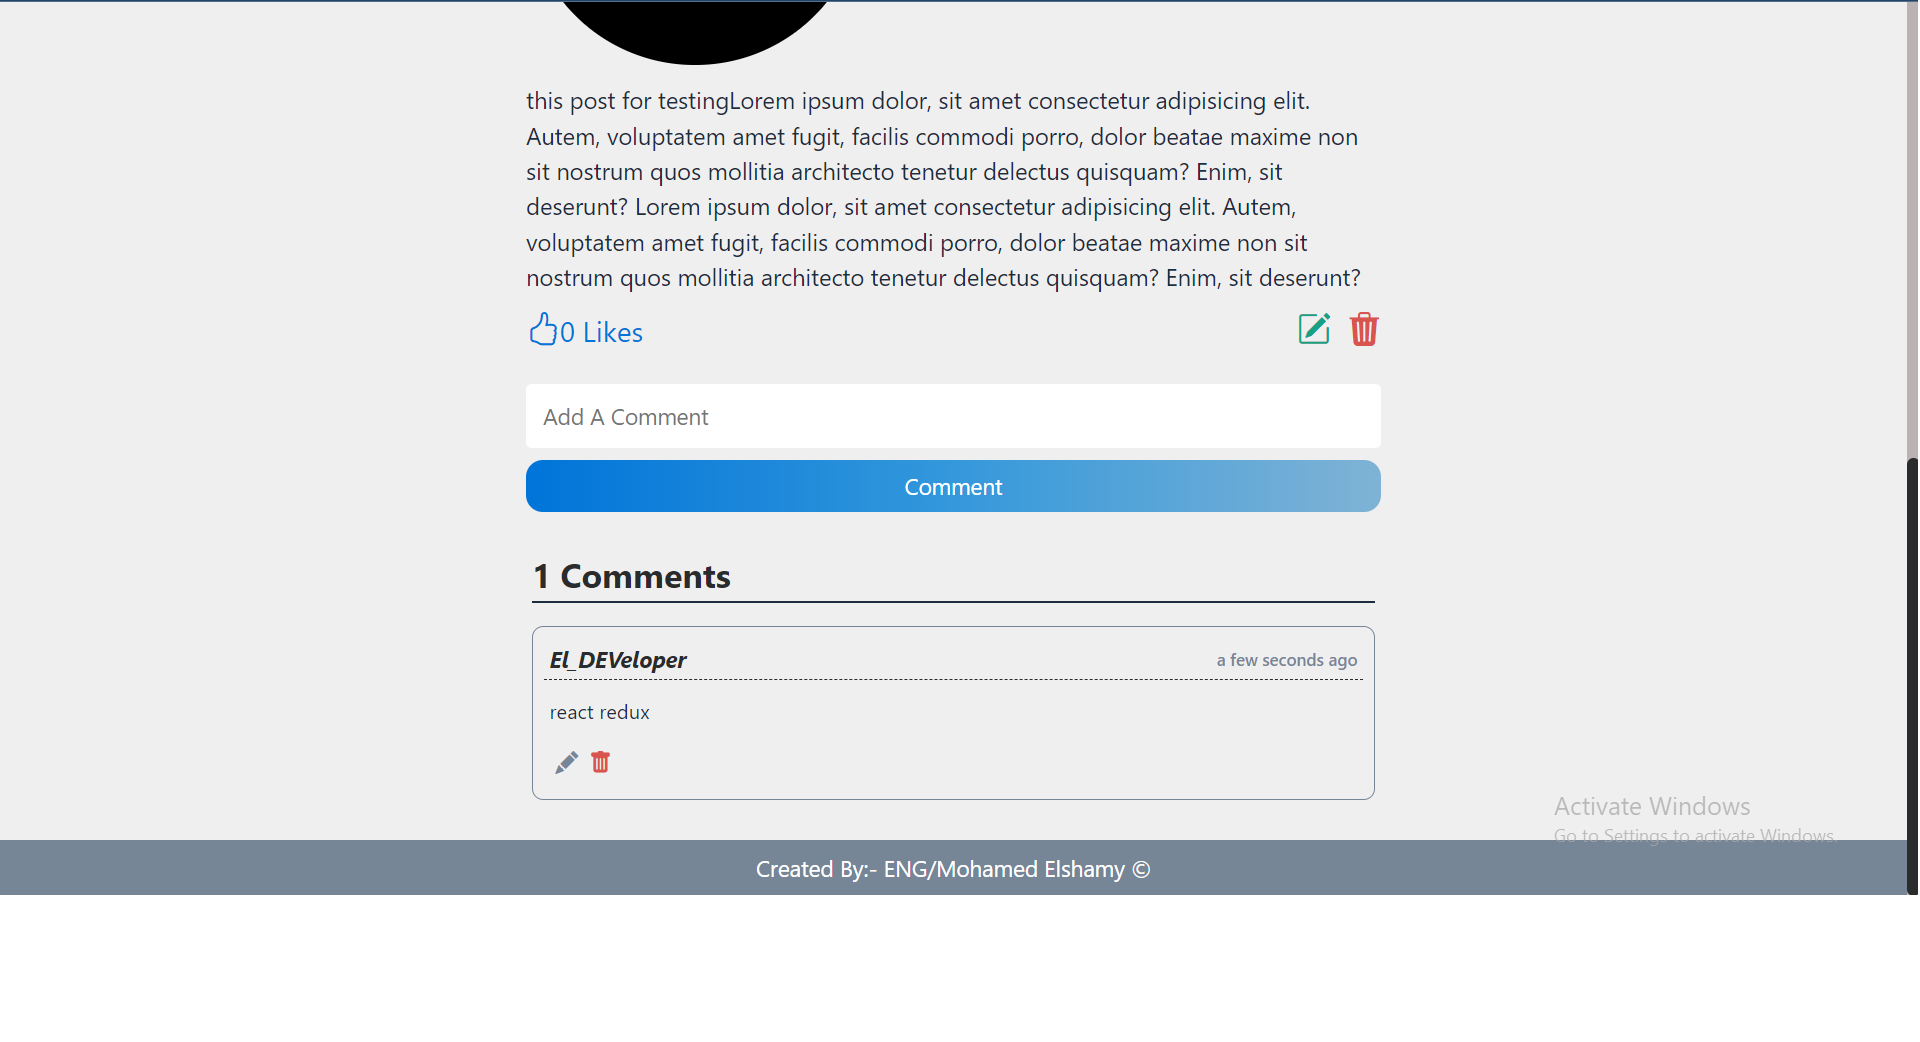 this post for testingLorem ipsum dolor, sit amet consectetur adipisicing elit.
Autem, voluptatem amet fugit, facilis commodi porro, dolor beatae maxime non
sit nostrum quos mollitia architecto tenetur delectus quisquam? Enim, sit
deserunt? Lorem ipsum dolor, sit amet consectetur adipisicing elit. Autem,
voluptatem amet fugit, facilis commodi porro, dolor beatae maxime non sit
nostrum quos mollitia architecto tenetur delectus quisquam? Enim, sit deserunt?
0 Likes
Add A Comment
Comment
1 Comments
El_DEVeloper
a few seconds ago
react redux
Activate Windows
Go to Settings to activate Windows.
Created By:- ENG/Mohamed Elshamy ©